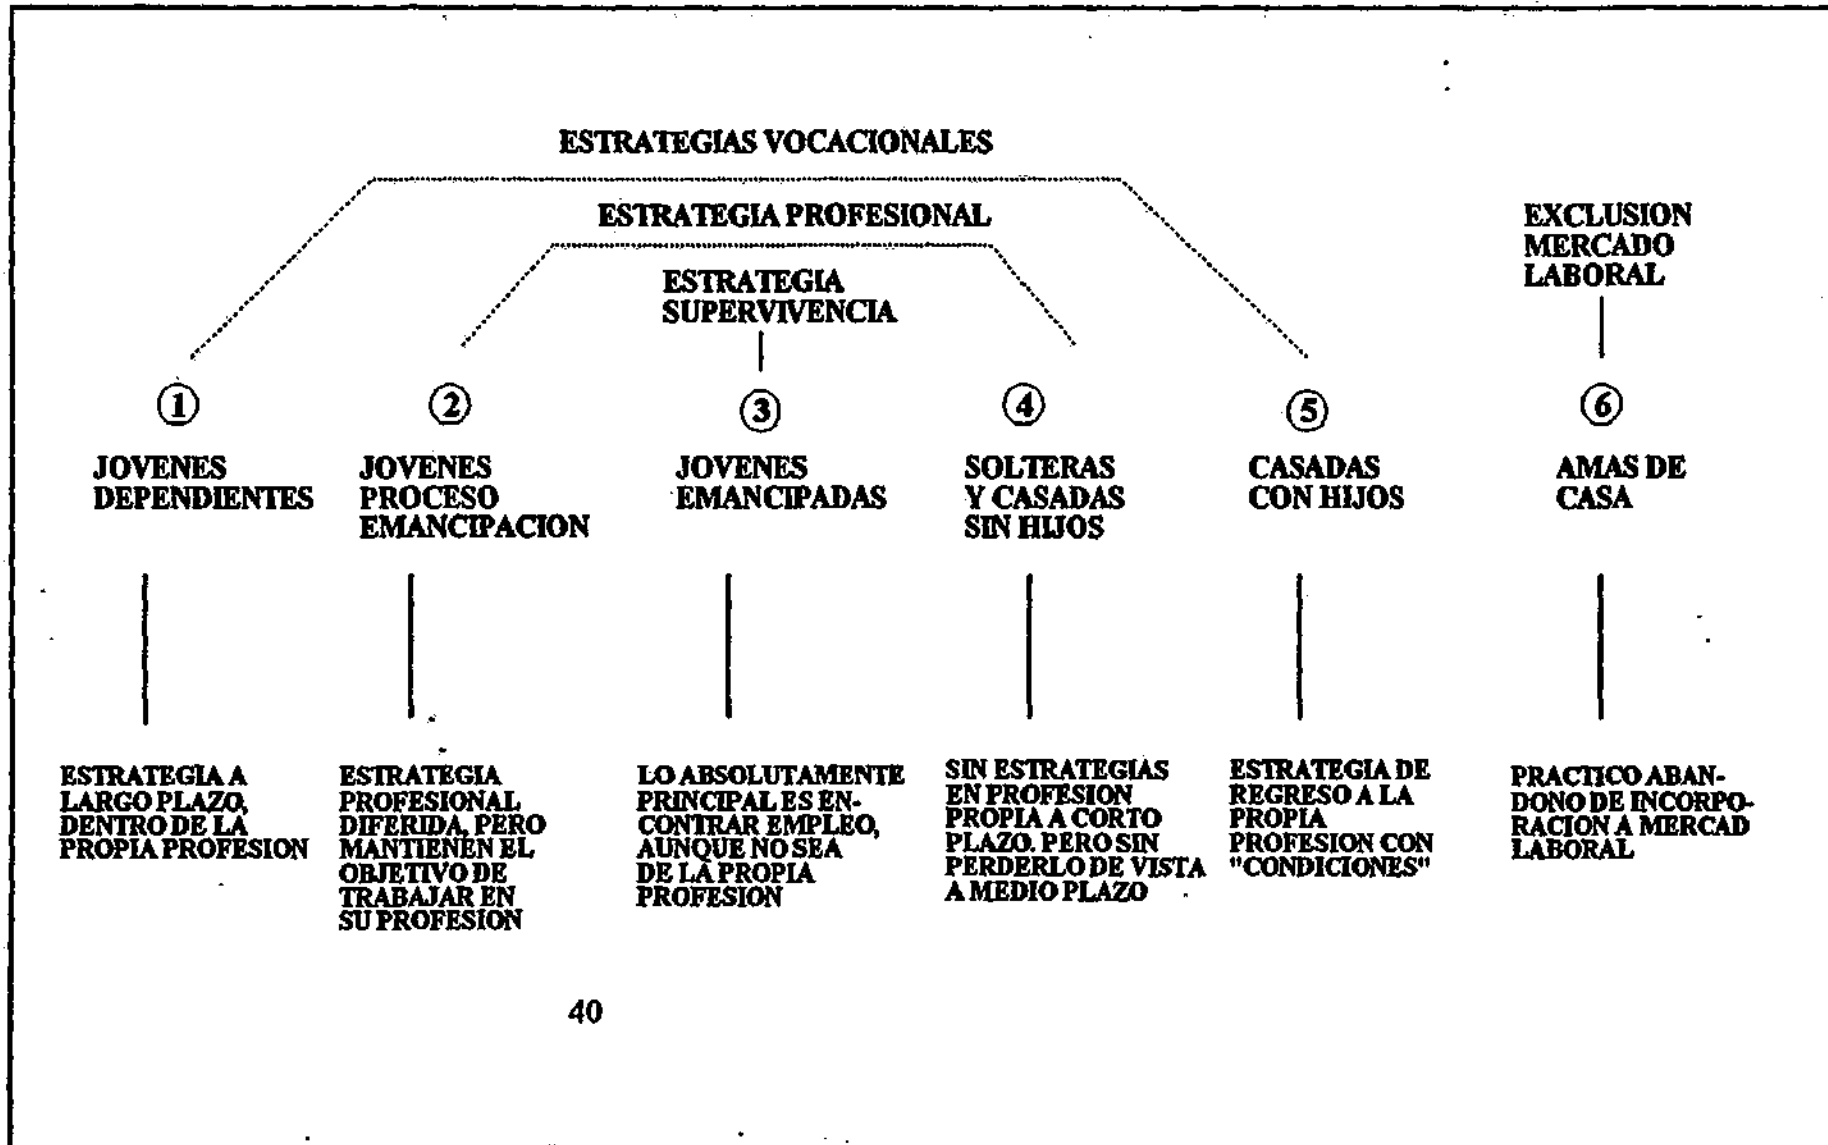 ESTRATEGIAS VOCACIONALES
ESTRATEGIA PROFESIONAL
ESTRATEGIA
SUPERVIVENCIA
EXCLUSION
MERCADO
LABORAL
1
JOVENES
DEPENDIENTES
ESTRATEGIA A
LARGO PLAZO,
DENTRO DE LA
PROPIA PROFESION
2
JOVENES
PROCESO
EMANCIPACION
ESTRATEGIA
PROFESIONAL
DIFERIDA, PERO
MANTIENEN EL
OBJETIVO DE
TRABAJAR EN
SU PROFESION
3
JOVENES
EMANCIPADAS
LO ABSOLUTAMENTE
PRINCIPAL ES EN-
CONTRAR EMPLEO,
AUNQUE NO SEA
DE LA PROPIA
PROFESION
4
SOLTERAS
Y CASADAS
SIN HIJOS
SIN ESTRATEGIAS
EN PROFESION
PROPIA A CORTO
PLAZO. PERO SIN
PERDERLO DE VISTA
A MEDIO PLAZO
5
CASADAS
CON HIJOS
ESTRATEGIA DE
REGRESO A LA
PROPIA
PROFESION CON
"CONDICIONES"
6
AMAS DE
CASA
PRACTICO ABAN-
DONO DE INCORPO-
RACION A MERCAD
LABORAL
40